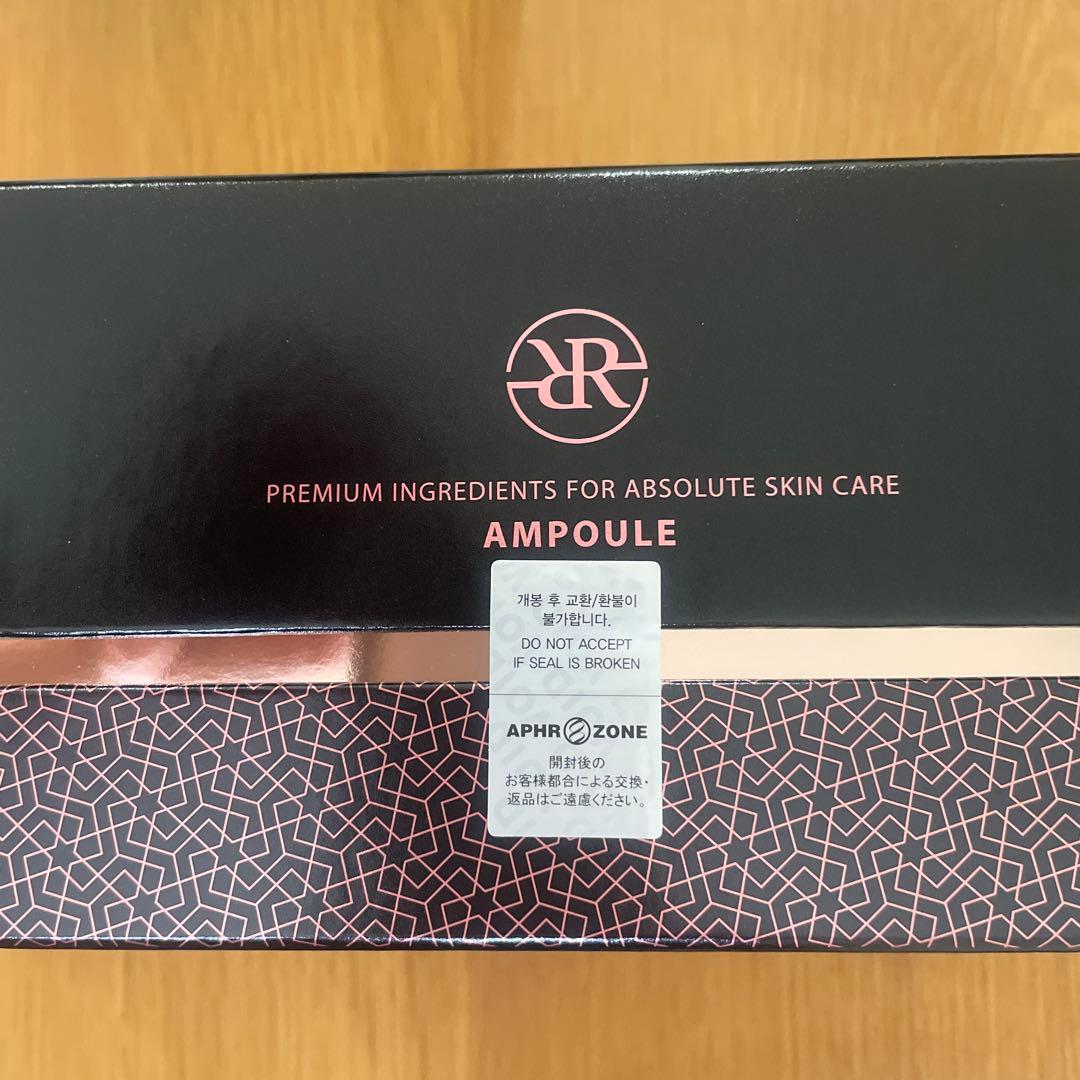 RR
PREMIUM INGREDIENTS FOR ABSOLUTE SKIN CARE
AMPOULE
개봉 후 교환/환불이
불가합니다.
DO NOT ACCEPT
IF SEAL IS BROKEN
APHROZONE
開封後の
お客様都合による交換・
返品はご遠慮ください。